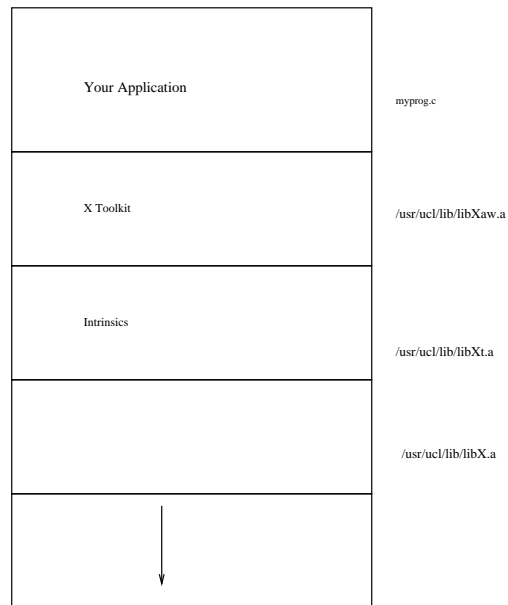 Your Application
myprog.c
X Toolkit
/usr/ucl/lib/libXaw.a
Intrinsics
/usr/ucl/lib/libXt.a
/usr/ucl/lib/libX.a